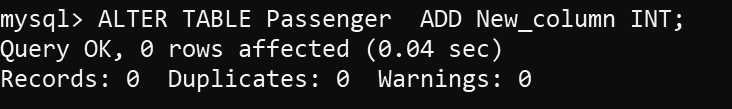 mysql> ALTER TABLE Passenger  ADD New_column INT;
Query OK, 0 rows affected (0.04 sec)
Records: 0  Duplicates: 0  Warnings: 0